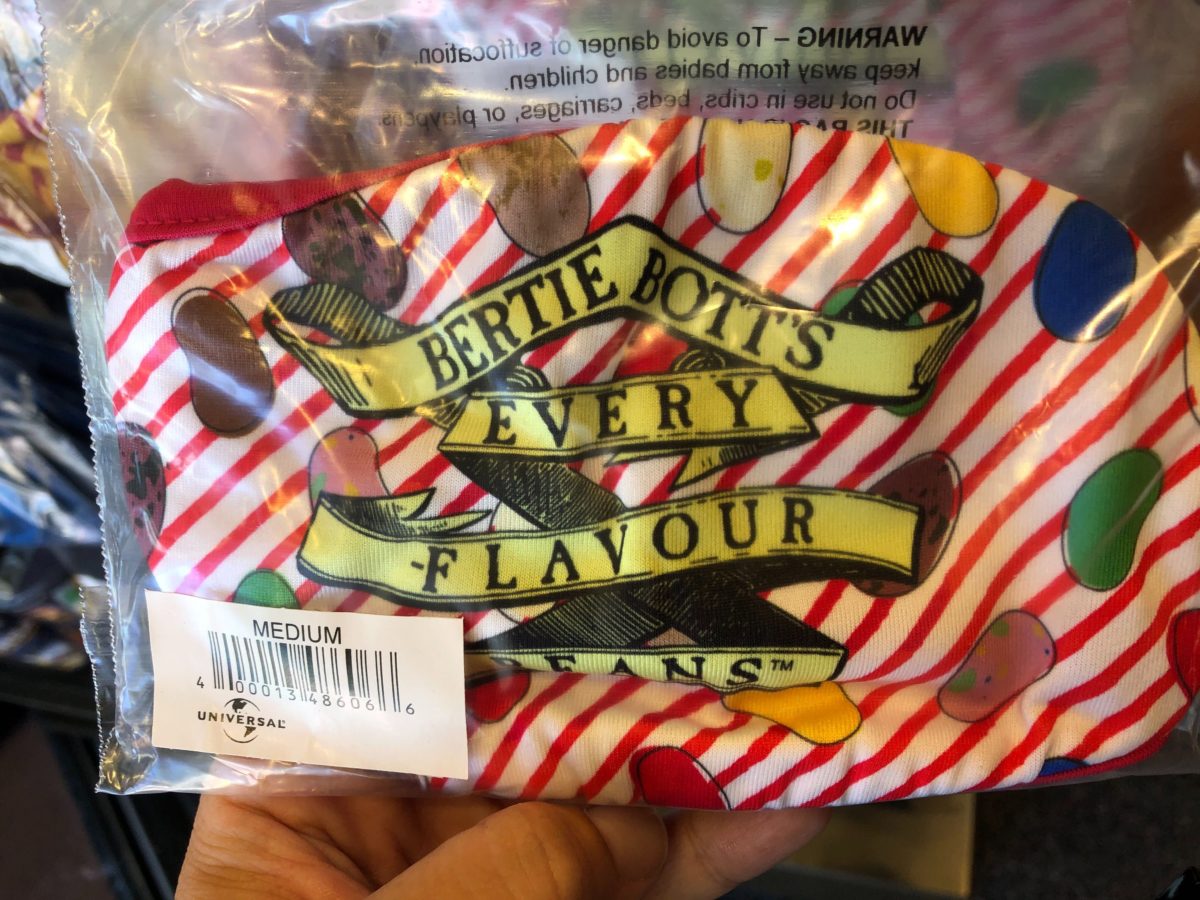 WARNING – To avoid danger of suffocation.
keep away from babies and children.
Do not use in cribs, beds, carriages, or playpens
BERTIE BOTT'S
EVERY
-FLAVOUR
BEANS™
MEDIUM
4 00013 48606 6
UNIVERSAL